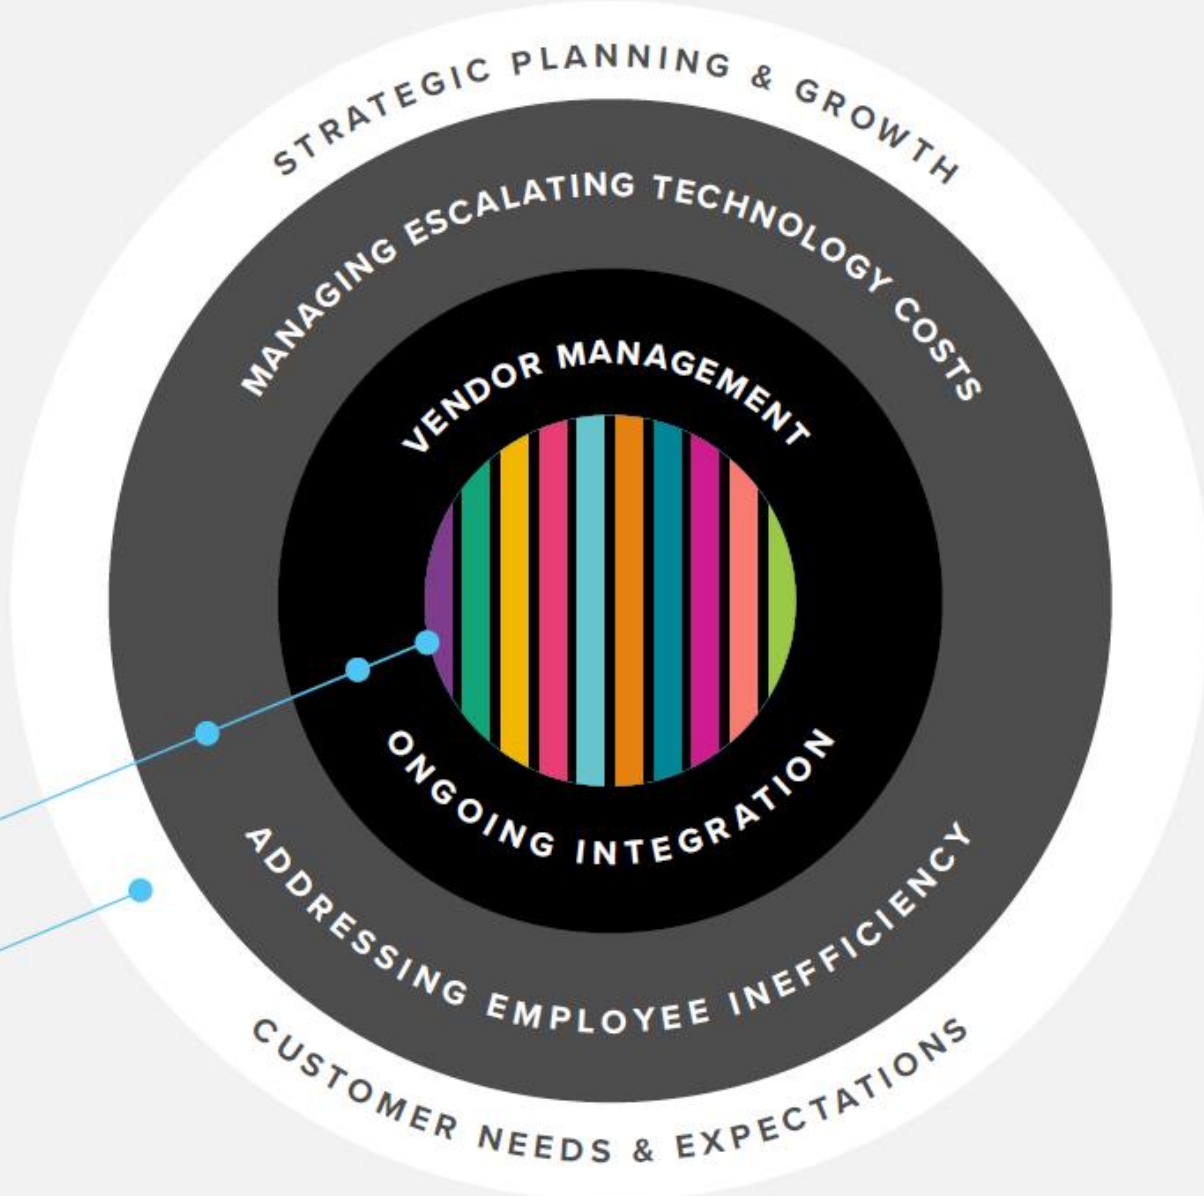 STRATEGIC PLANNING & GROWTH
MANAGING ESCALATING TECHNOLOGY COSTS
VENDOR MANAGEMENT
ONGOING INTEGRATION
ADDRESSING EMPLOYEE INEFFICIENCY
CUSTOMER NEEDS & EXPECTATIONS